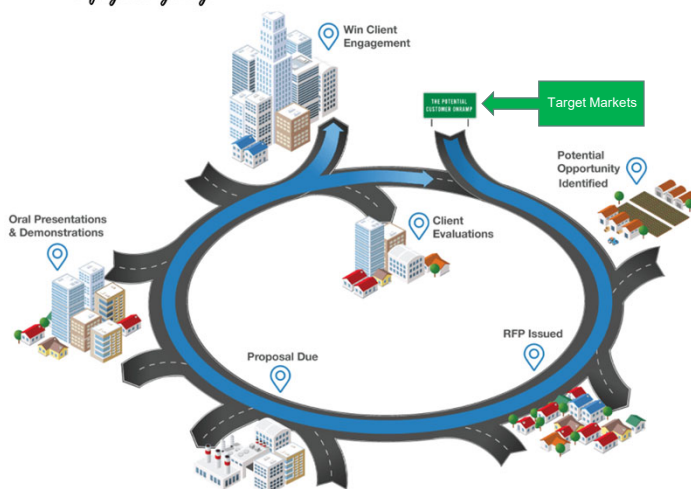 Win Client
Engagement
THE POTENTIAL
CUSTOMER ONRAMP
Target Markets
Potential
Opportunity
Identified
Oral Presentations
& Demonstrations
Client
Evaluations
RFP Issued
Proposal Due